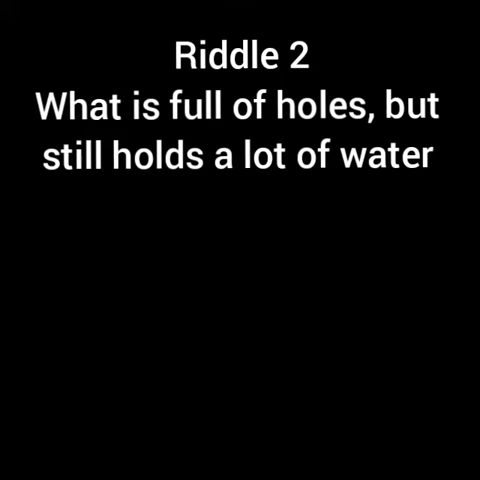 Riddle 2
What is full of holes, but
still holds a lot of water